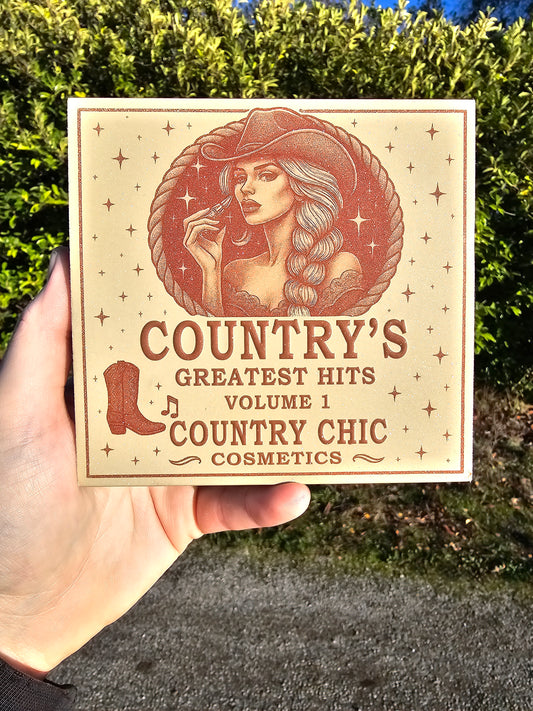 COUNTRY'S
GREATEST HITS
VOLUME 1
COUNTRY CHIC
COSMETICS